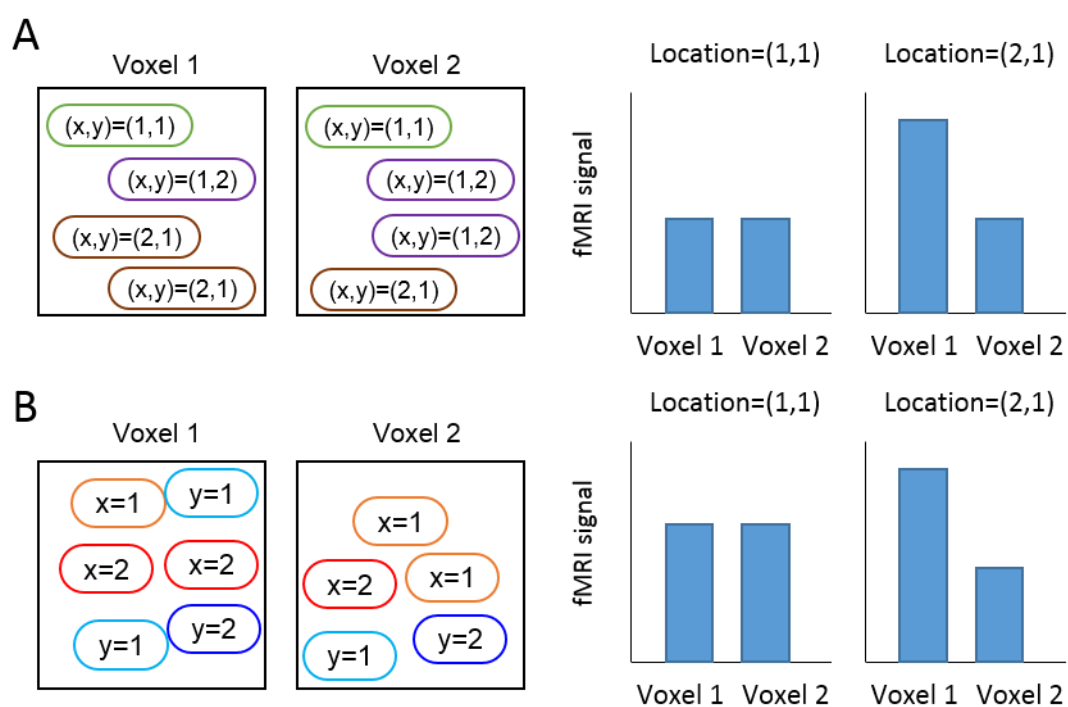 A
Voxel 1
Voxel 2
(x,y)=(1,1)
(x,y)=(1,2)
(x,y)=(2,1)
(x,y)=(2,1)
(x,y)=(1,1)
(x,y)=(1,2)
(x,y)=(1,2)
(x,y)=(2,1)
Location=(1,1)
Location=(2,1)
fMRI signal
Voxel 1 Voxel 2
Voxel 1 Voxel 2
B
Voxel 1
Voxel 2
x=1
y=1
x=2
x=2
y=1
y=2
x=1
x=2
x=1
y=1
y=2
Location=(1,1)
Location=(2,1)
fMRI signal
Voxel 1 Voxel 2
Voxel 1 Voxel 2